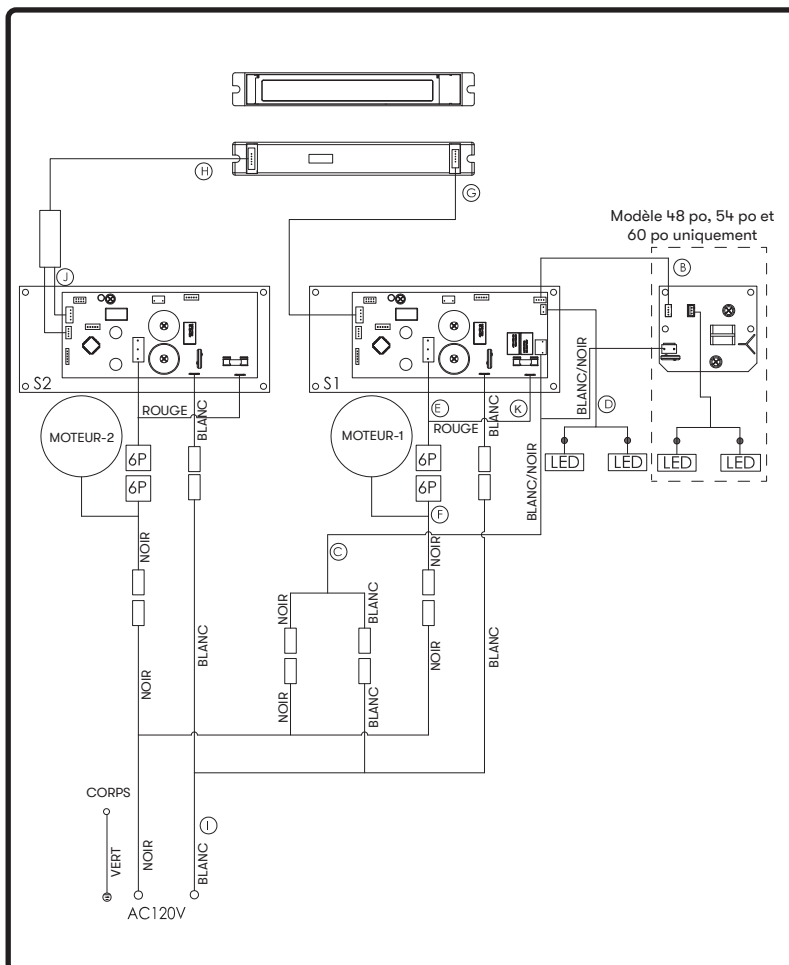 H
G
Modèle 48 po, 54 po et
60 po uniquement
B
J
S2
S1
BLANC/NOIR
D
ROUGE
BLANC
E
ROUGE
K
BLANC
BLANC/NOIR
MOTEUR-2
MOTEUR-1
6P
6P
6P
6P
LED
LED
LED
LED
F
C
NOIR
NOIR
NOIR
BLANC
NOIR
BLANC
NOIR
BLANC
NOIR
BLANC
CORPS
VERT
NOIR
BLANC
I
AC120V